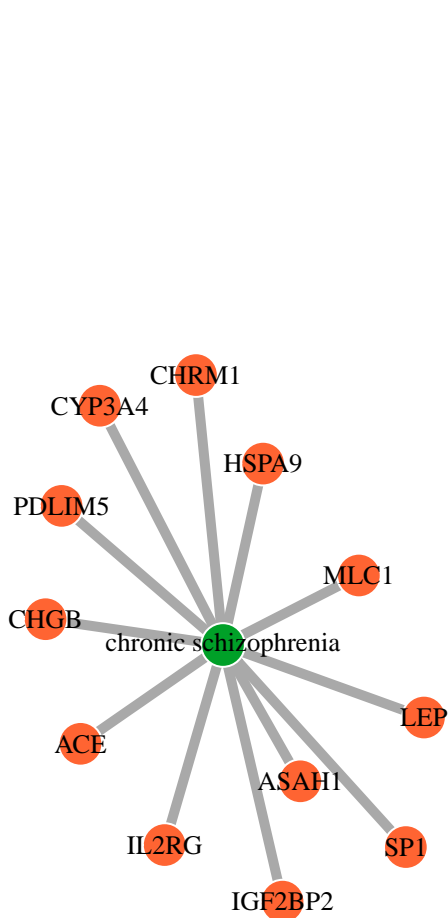 CHRM1
CYP3A4
HSPA9
PDLIM5
MLC1
CHGB
chronic schizophrenia
LEP
ACE
ASAH1
IL2RG
SP1
IGF2BP2